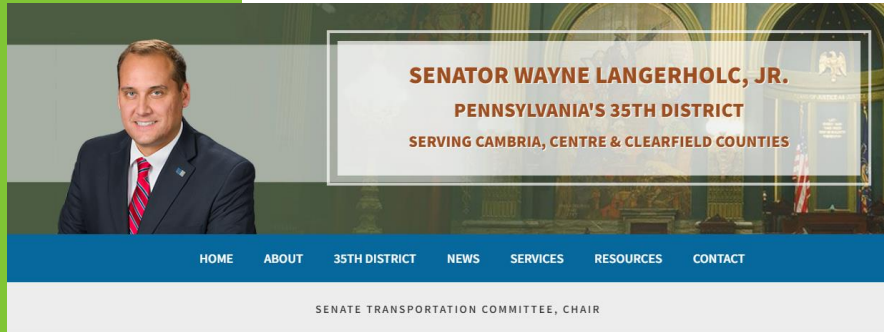 SENATOR WAYNE LANGERHOLC, JR.
PENNSYLVANIA'S 35TH DISTRICT
SERVING CAMBRIA, CENTRE & CLEARFIELD COUNTIES
HOME ABOUT 35TH DISTRICT NEWS SERVICES RESOURCES CONTACT
SENATE TRANSPORTATION COMMITTEE, CHAIR